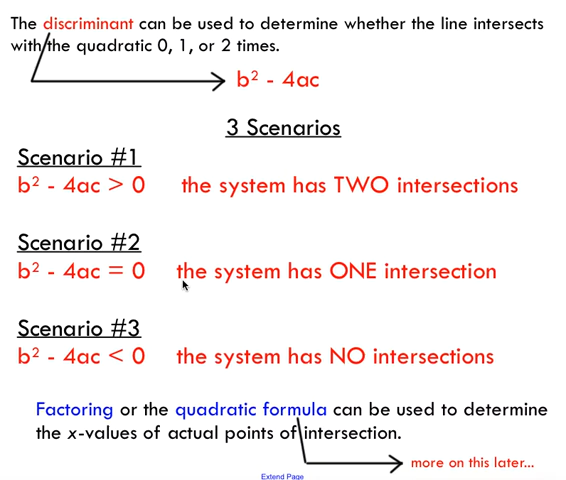 The discriminant can be used to determine whether the line intersects
with the quadratic 0, 1, or 2 times.
b² - 4ac
3 Scenarios
Scenario #1
b² - 4ac > 0 the system has TWO intersections
Scenario #2
b² - 4ac = 0 the system has ONE intersection
Scenario #3
b² - 4ac < 0 the system has NO intersections
Factoring or the quadratic formula can be used to determine
the x-values of actual points of intersection.
more on this later...
Extend Page